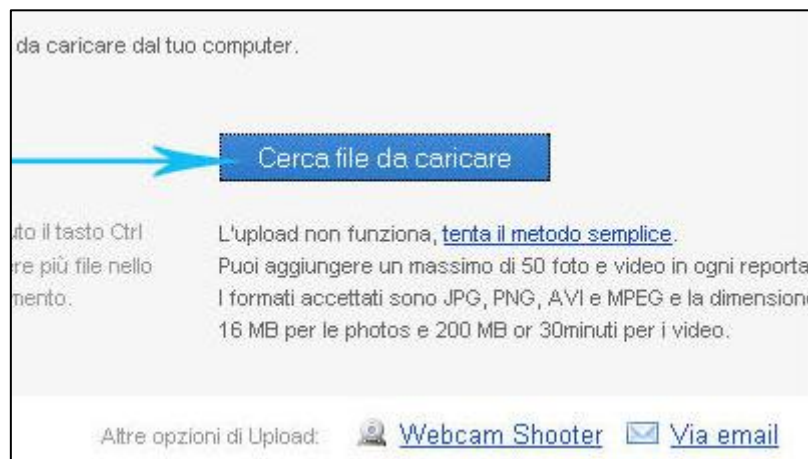 da caricare dal tuo computer.
Cerca file da caricare
uto il tasto Ctrl
re più file nello
mento.
L'upload non funziona, tenta il metodo semplice.
Puoi aggiungere un massimo di 50 foto e video in ogni reporta
I formati accettati sono JPG, PNG, AVI e MPEG e la dimensione
16 MB per le photos e 200 MB or 30minuti per i video.
Altre opzioni di Upload: Webcam Shooter Via email